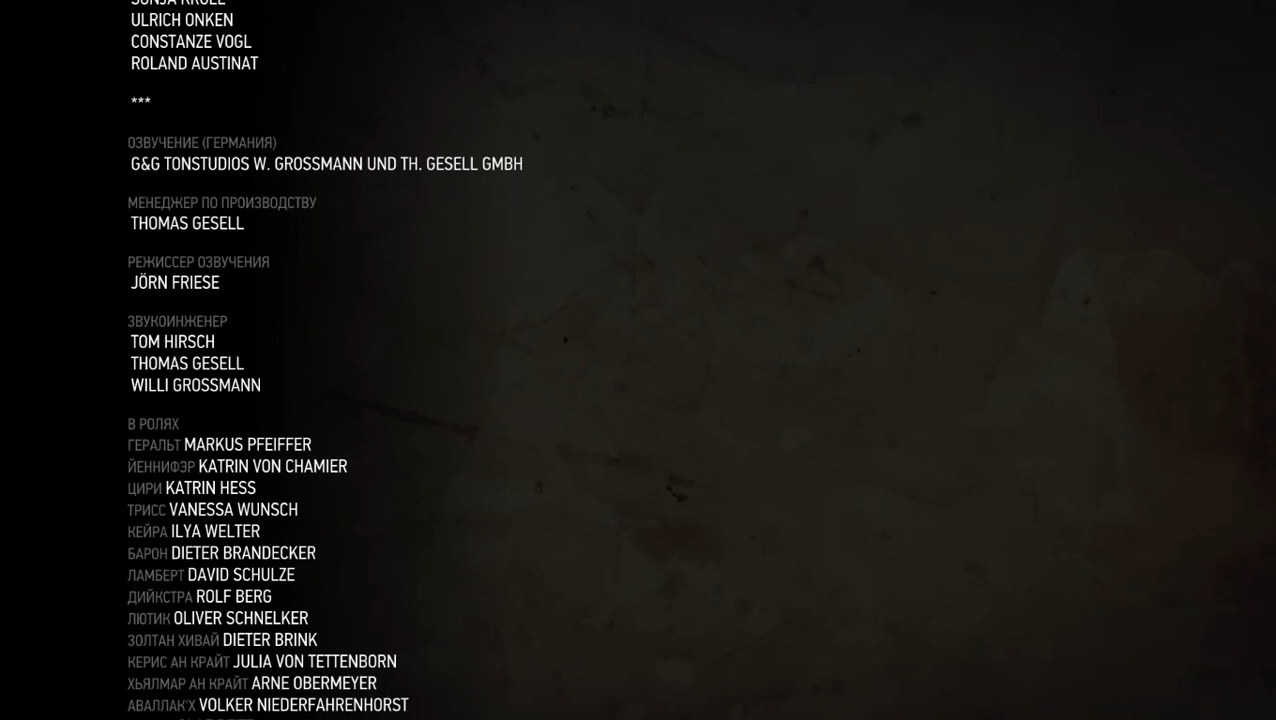 SONJA KROLL
ULRICH ONKEN
CONSTANZE VOGL
ROLAND AUSTINAT
***
ОЗВУЧЕНИЕ (ГЕРМАНИЯ)
G&G TONSTUDIOS W. GROSSMANN UND TH. GESELL GMBH
МЕНЕДЖЕР ПО ПРОИЗВОДСТВУ
THOMAS GESELL
РЕЖИССЕР ОЗВУЧЕНИЯ
JÖRN FRIESE
ЗВУКОИНЖЕНЕР
TOM HIRSCH
THOMAS GESELL
WILLI GROSSMANN
В РОЛЯХ
ГЕРАЛЬТ MARKUS PFEIFFER
ЙЕННИФЭР KATRIN VON CHAMIER
ЦИРИ KATRIN HESS
ТРИСС VANESSA WUNSCH
КЕЙРА ILYA WELTER
БАРОН DIETER BRANDECKER
ЛАМБЕРТ DAVID SCHULZE
ДИЙКСТРА ROLF BERG
ЛЮТИК OLIVER SCHNELKER
ЗОЛТАН ХИВАЙ DIETER BRINK
КЕРИС АН КРАЙТ JULIA VON TETTENBORN
ХЬЯЛМАР АН КРАЙТ ARNE OBERMEYER
АВАЛЛАК'Х VOLKER NIEDERFAHRENHORST